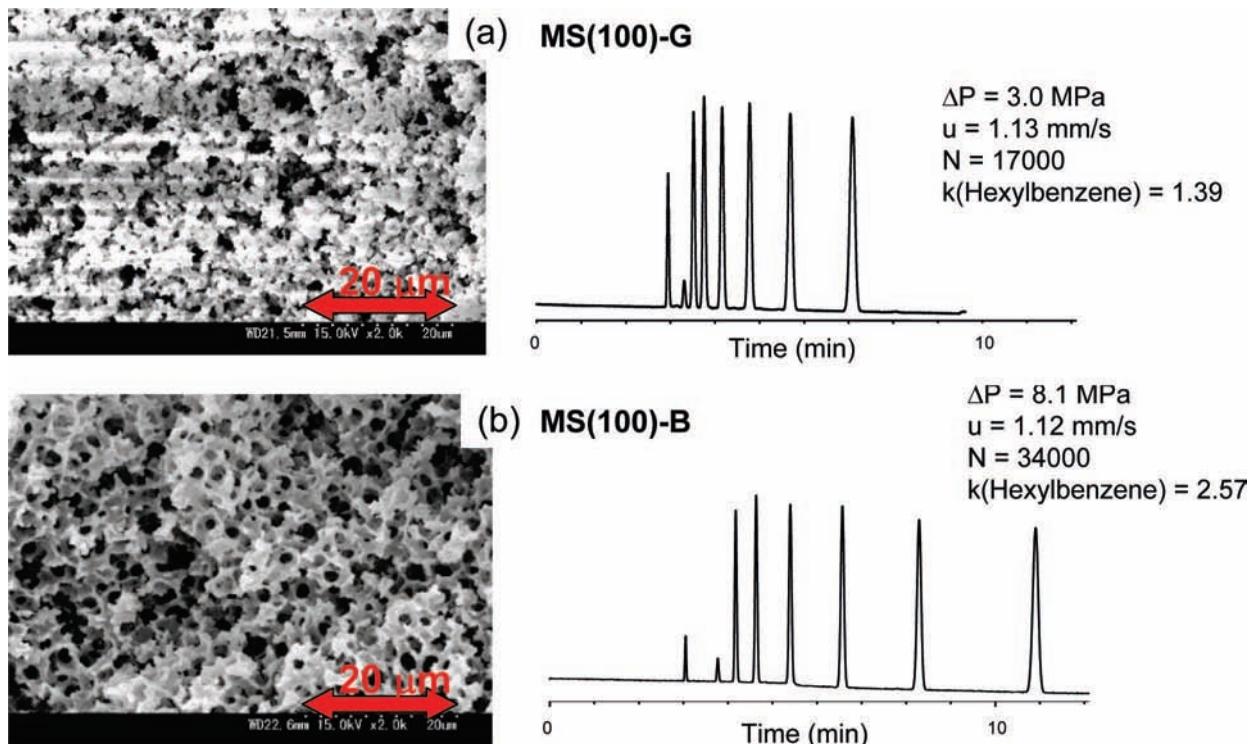 (a) MS(100)-G
ΔP = 3.0 MPa
u = 1.13 mm/s
N = 17000
k(Hexylbenzene) = 1.39
20 μm
WD21.5mm 15.0kV x2.0k 20um
0 10
Time (min)
(b) MS(100)-B
ΔP = 8.1 MPa
u = 1.12 mm/s
N = 34000
k(Hexylbenzene) = 2.57
20 μm
WD22.6mm 15.0kV x2.0k 20um
0 10
Time (min)